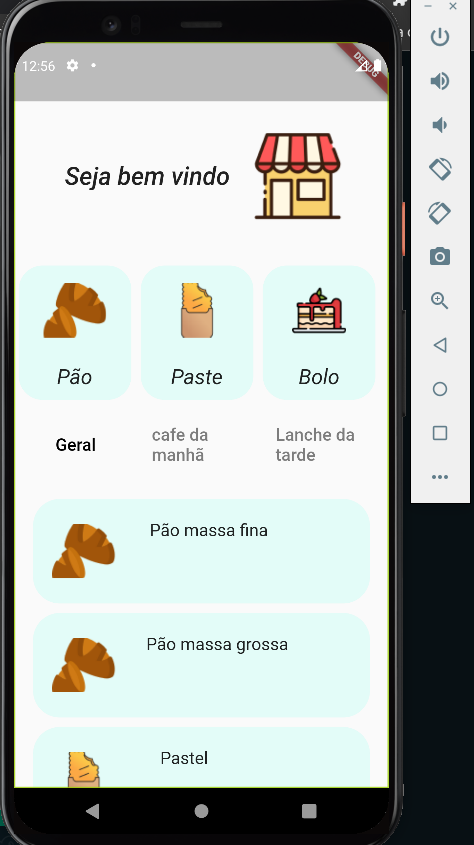 12:56
DEBUG
Seja bem vindo
Pão
Paste
Bolo
Geral
cafe da
manhã
Lanche da
tarde
Pão massa fina
Pão massa grossa
Pastel